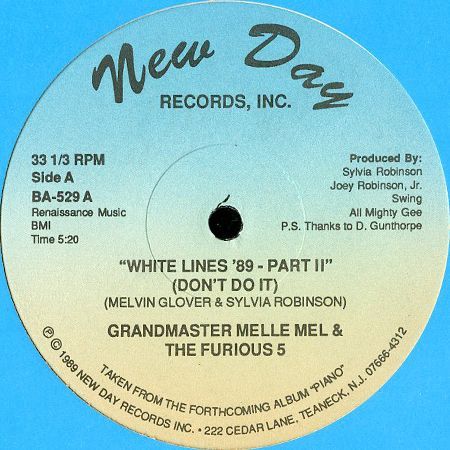 New Day
RECORDS, INC.
33 1/3 RPM
Side A
BA-529 A
Renaissance Music
BMI
Time 5:20
Produced By:
Sylvia Robinson
Joey Robinson, Jr.
Swing
All Mighty Gee
P.S. Thanks to D. Gunthorpe
"WHITE LINES '89 - PART II"
(DON'T DO IT)
(MELVIN GLOVER & SYLVIA ROBINSON)
GRANDMASTER MELLE MEL &
THE FURIOUS 5
TAKEN FROM THE FORTHCOMING ALBUM "PIANO"
℗ © 1989 NEW DAY RECORDS INC. • 222 CEDAR LANE, TEANECK, N.J. 07666-4312